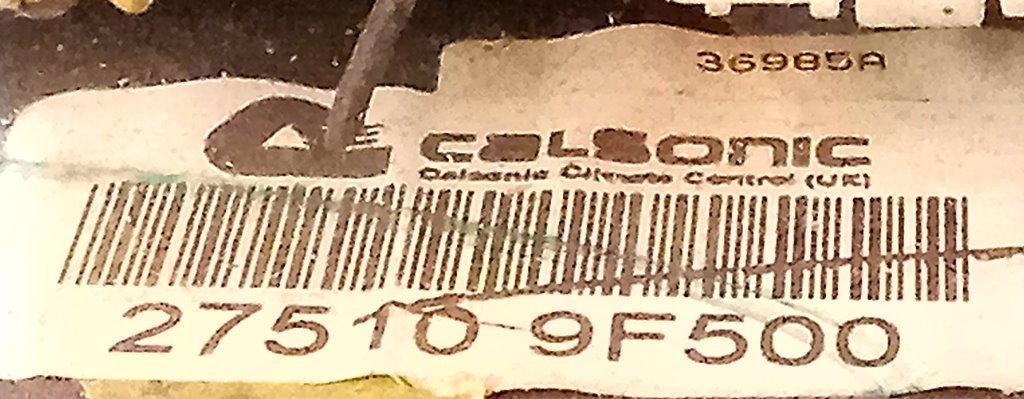 36985A
CALSONIC
Calsonic Climate Control (UK)
27510 9F500